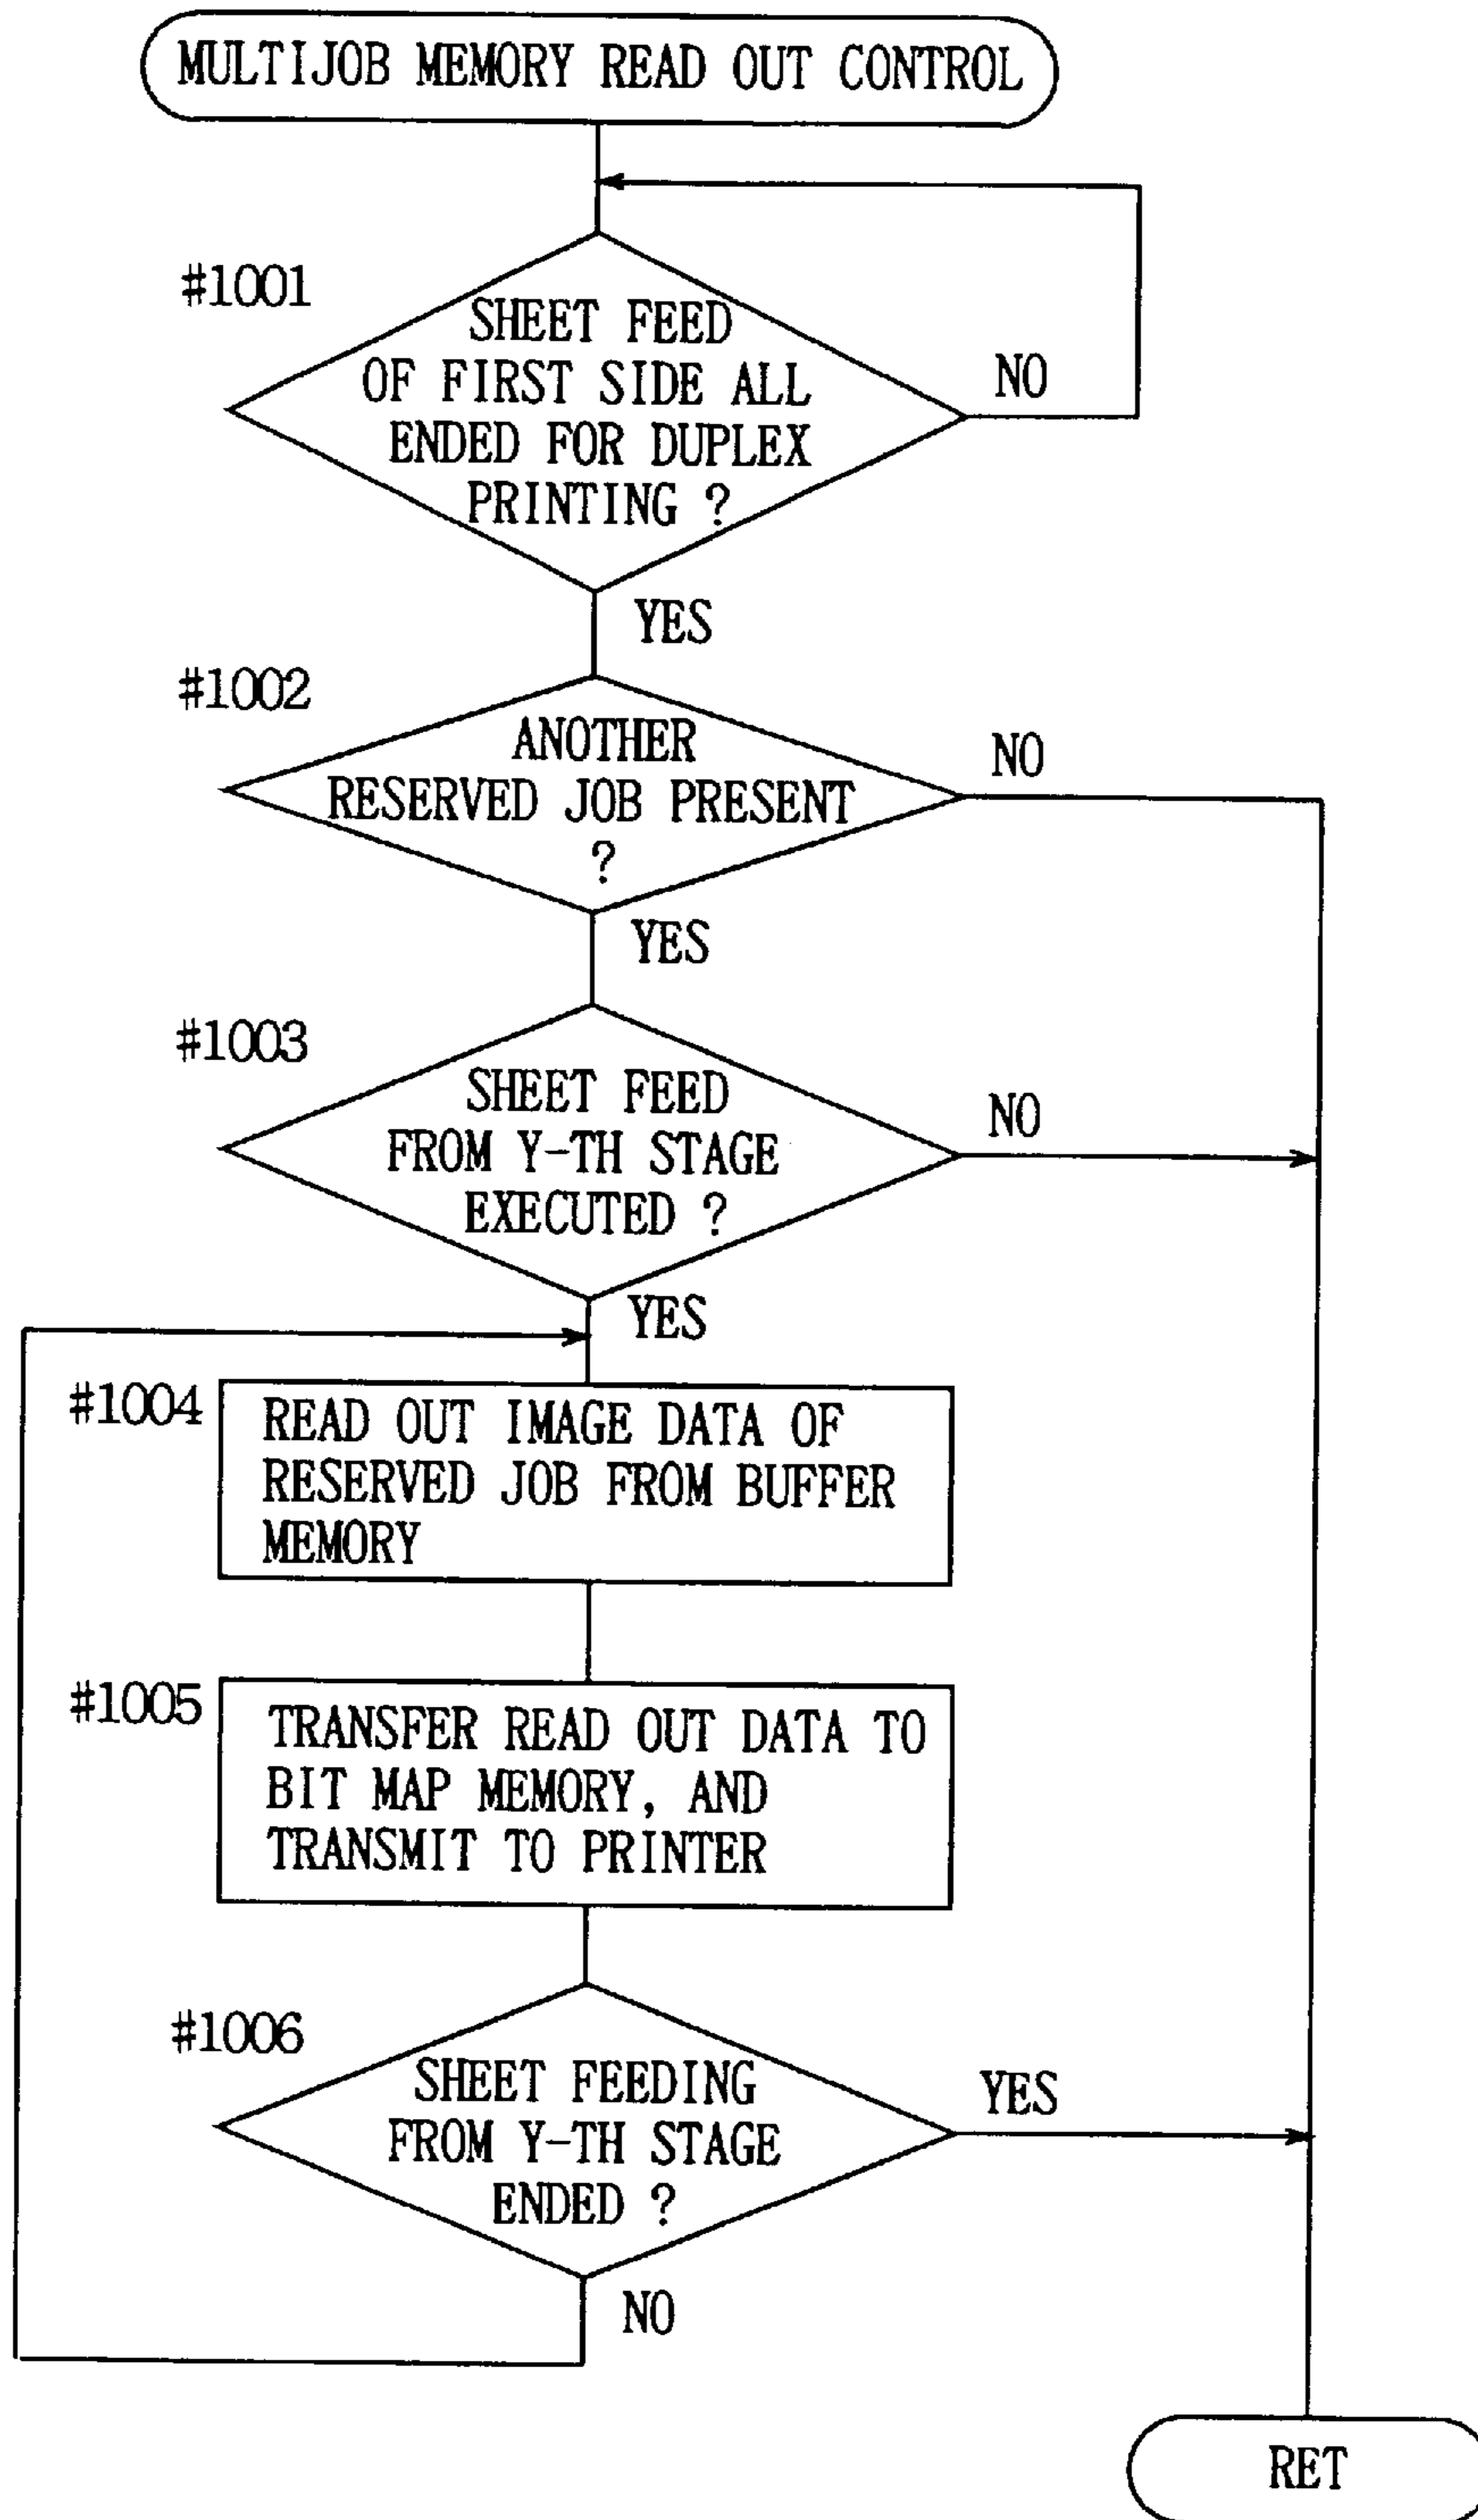 MULTIJOB MEMORY READ OUT CONTROL
#1001
SHEET FEED
OF FIRST SIDE ALL
ENDED FOR DUPLEX
PRINTING ?
NO
YES
#1002
ANOTHER
RESERVED JOB PRESENT
?
NO
YES
#1003
SHEET FEED
FROM Y-TH STAGE
EXECUTED ?
NO
YES
#1004
READ OUT IMAGE DATA OF
RESERVED JOB FROM BUFFER
MEMORY
#1005
TRANSFER READ OUT DATA TO
BIT MAP MEMORY, AND
TRANSMIT TO PRINTER
#1006
SHEET FEEDING
FROM Y-TH STAGE
ENDED ?
YES
NO
RET